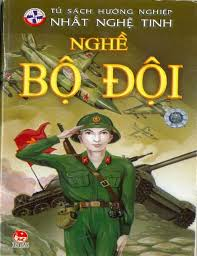 TỦ SÁCH HƯỚNG NGHIỆP
NHẤT NGHỆ TINH
NGHỀ
BỘ ĐỘI